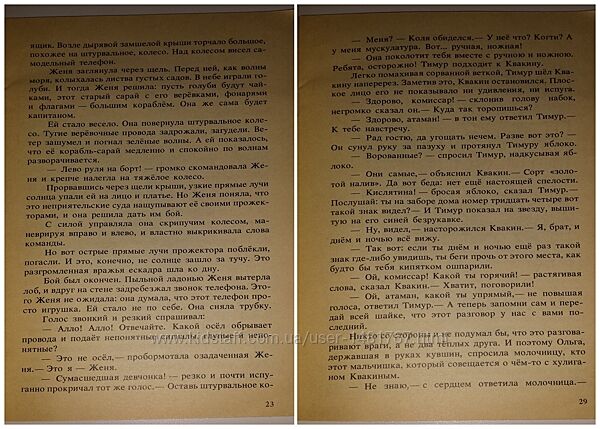 ящик. Возле дырявой замшелой крыши торчало большое,
похожее на штурвальное, колесо. Над колесом висел са-
модельный телефон.
Женя заглянула через щель. Перед ней, как волны
моря, колыхалась листва густых садов. В небе играли го-
луби. И тогда Женя решила: пусть голуби будут чай-
ками, этот старый сарай с его верёвками, фонарями
и флагами — большим кораблём. Она же сама будет
капитаном.
Ей стало весело. Она повернула штурвальное коле-
со. Тугие верёвочные провода задрожали, загудели. Ве-
тер зашумел и погнал зелёные волны. А ей показалось,
что её корабль-сарай медленно и спокойно по волнам
разворачивается.
— Лево руля на борт! — громко скомандовала Же-
ня и крепче налегла на тяжёлое колесо.
Прорвавшись через щели крыши, узкие прямые лучи
солнца упали ей на лицо и платье. Но Женя поняла, что
это неприятельские суда нащупывают её своими прожек-
торами, и она решила дать им бой.
С силой управляла она скрипучим колесом, ма-
неврируя вправо и влево, и властно выкрикивала слова
команды.
Но вот острые прямые лучи прожектора поблёкли,
погасли. И это, конечно, не солнце зашло за тучу. Это
разгромленная вражья эскадра шла ко дну.
Бой был окончен. Пыльной ладонью Женя вытерла
лоб, и вдруг на стене задребезжал звонок телефона. Это-
го Женя не ожидала: она думала, что этот телефон про-
сто игрушка. Ей стало не по себе. Она сняла трубку.
Голос звонкий и резкий спрашивал:
— Алло! Алло! Отвечайте. Какой осёл обрывает
провода и подаёт сигналы, глупые и непо-
нятные?
— Это не осёл,— пробормотала озадаченная Же-
ня.— Это я — Женя.
— Сумасшедшая девчонка! — резко и почти испу-
ганно прокричал тот же голос.— Оставь штурвальное ко-
23
— Меня? — Коля обиделся.— У неё что? Когти? А
у меня мускулатура. Вот... ручная, ножная!
— Она поколотит тебя вместе с ручною и ножною.
Ребята, осторожно! Тимур подходит к Квакину.
Легко помахивая сорванной веткой, Тимур шёл Ква-
кину наперерез. Заметив это, Квакин остановился. Плос-
кое лицо его не показывало ни удивления, ни испуга.
— Здорово, комиссар! — склонив голову набок,
негромко сказал он.— Куда так торопишься?
— Здорово, атаман! — в тон ему ответил Тимур.—
К тебе навстречу.
— Рад гостю, да угощать нечем. Разве вот это? —
Он сунул руку за пазуху и протянул Тимуру яблоко.
— Ворованные? — спросил Тимур, надкусывая
яблоко.
— Они самые,— объяснил Квакин.— Сорт «золо-
той налив». Да вот беда: нет ещё настоящей спелости.
— Кислятина! — бросая яблоко, сказал Тимур.—
Послушай: ты на заборе дома номер тридцать четыре вот
такой знак видел? — И Тимур показал на звезду, выши-
тую на его синей безрукавке.
— Ну, видел,— насторожился Квакин.— Я, брат, и
днём и ночью всё вижу.
— Так вот: если ты днём и ночью ещё раз такой
знак где-либо увидишь, ты беги прочь от этого места, как
будто бы тебя кипятком ошпарили.
— Ой, комиссар! Какой ты горячий! — растягивая
слова, сказал Квакин.— Хватит, поговорили!
— Ой, атаман, какой ты упрямый,— не повышая
голоса, ответил Тимур.— А теперь запомни сам и пере-
дай всей шайке, что этот разговор у нас с вами по-
следний.
Никто со стороны и не подумал бы, что это разгова-
ривают враги, а не два тёплых друга. И поэтому Ольга,
державшая в руках кувшин, спросила молочницу, кто
этот мальчишка, который совещается о чём-то с хулига-
ном Квакиным.
— Не знаю,— с сердцем ответила молочница.—
29